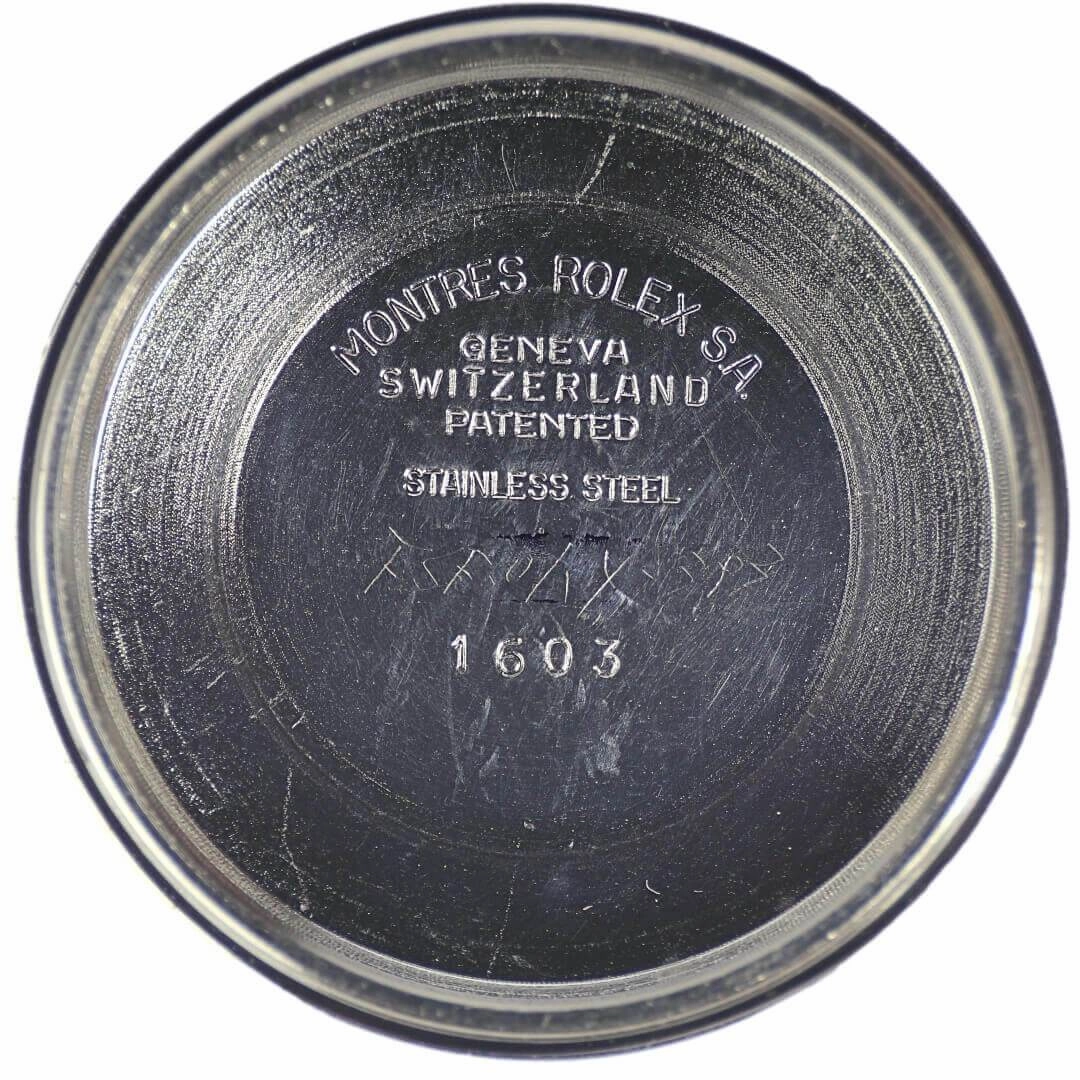 MONTRES ROLEX S.A.
GENEVA
SWITZERLAND
PATENTED
STAINLESS STEEL
1603